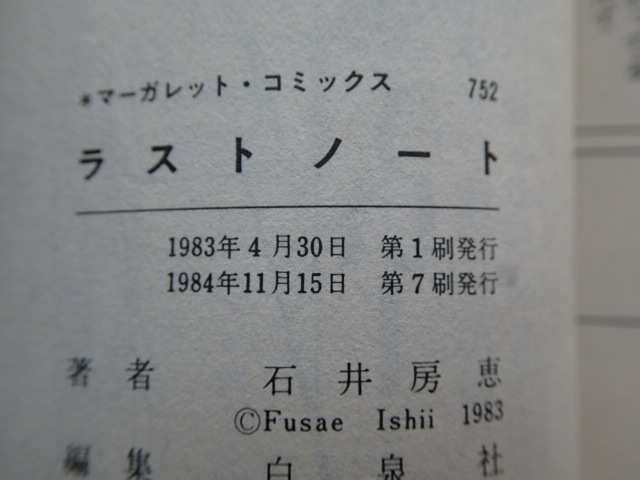 *マーガレット・コミックス 752
ラストノート
1983年4月30日 第1刷発行
1984年11月15日 第7刷発行
著者 石井房恵
©Fusae Ishii 1983
編集 白泉社